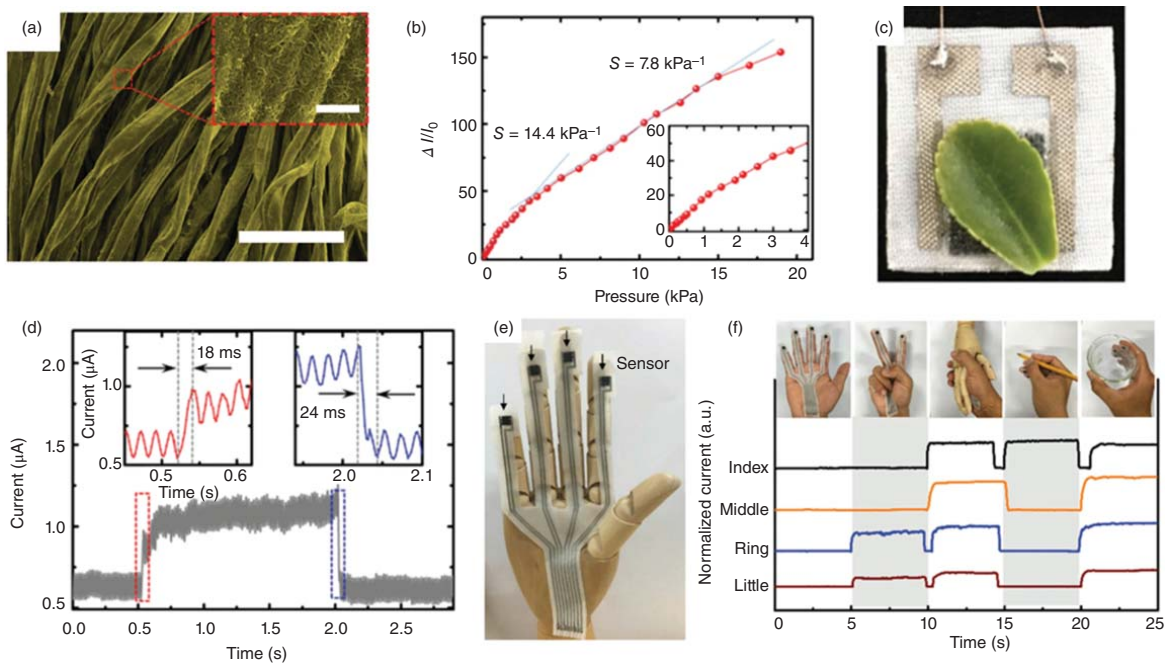 (a)
(b)
150
100
50
0
Δ I/I0
S = 14.4 kPa–1
S = 7.8 kPa–1
60
40
20
0
0
1
2
3
4
0
5
10
15
20
Pressure (kPa)
(c)
(d)
2.0
1.5
1.0
0.5
Current (μA)
18 ms
1.0
0.5
Current (μA)
0.5
0.6
Time (s)
24 ms
2.0
2.1
Time (s)
0.0
0.5
1.0
1.5
2.0
2.5
Time (s)
(e)
Sensor
(f)
Normalized current (a.u.)
Index
Middle
Ring
Little
0
5
10
15
20
25
Time (s)